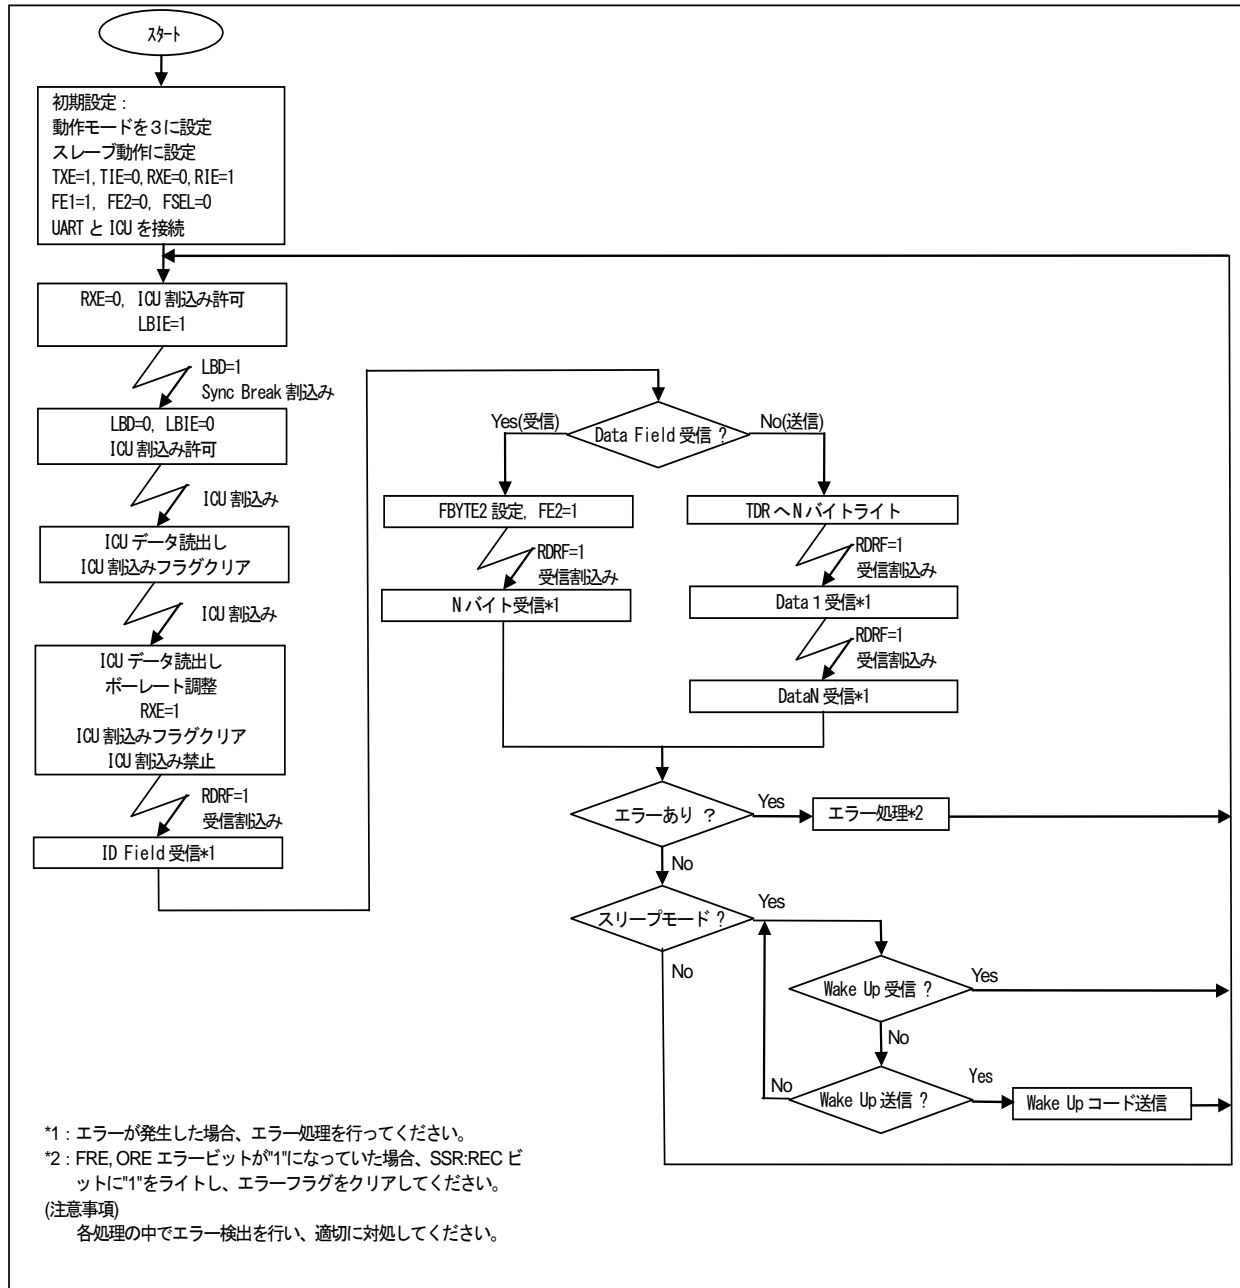 スタート
初期設定：
動作モードを３に設定
スレーブ動作に設定
TXE=1, TIE=0, RXE=0, RIE=1
FE1=1, FE2=0, FSEL=0
UART と ICU を接続
RXE=0, ICU 割込み許可
LBIE=1
LBD=1
Sync Break 割込み
LBD=0, LBIE=0
ICU 割込み許可
ICU 割込み
ICU データ読出し
ICU 割込みフラグクリア
ICU 割込み
ICU データ読出し
ボーレート調整
RXE=1
ICU 割込みフラグクリア
ICU 割込み禁止
RDRF=1
受信割込み
ID Field 受信*1
Data Field 受信？
Yes(受信)
No(送信)
FBYTE2 設定, FE2=1
RDRF=1
受信割込み
N バイト受信*1
TDR へ N バイトライト
RDRF=1
受信割込み
Data１受信*1
RDRF=1
受信割込み
DataN 受信*1
エラーあり ？
Yes
エラー処理*2
No
スリープモード ？
Yes
No
Wake Up 受信 ？
Yes
No
Wake Up 送信 ？
No
Yes
Wake Up コード送信
*1：エラーが発生した場合、エラー処理を行ってください。
*2：FRE, ORE エラービットが"1"になっていた場合、SSR:REC ビ
ットに"1"をライトし、エラーフラグをクリアしてください。
(注意事項)
各処理の中でエラー検出を行い、適切に対処してください。